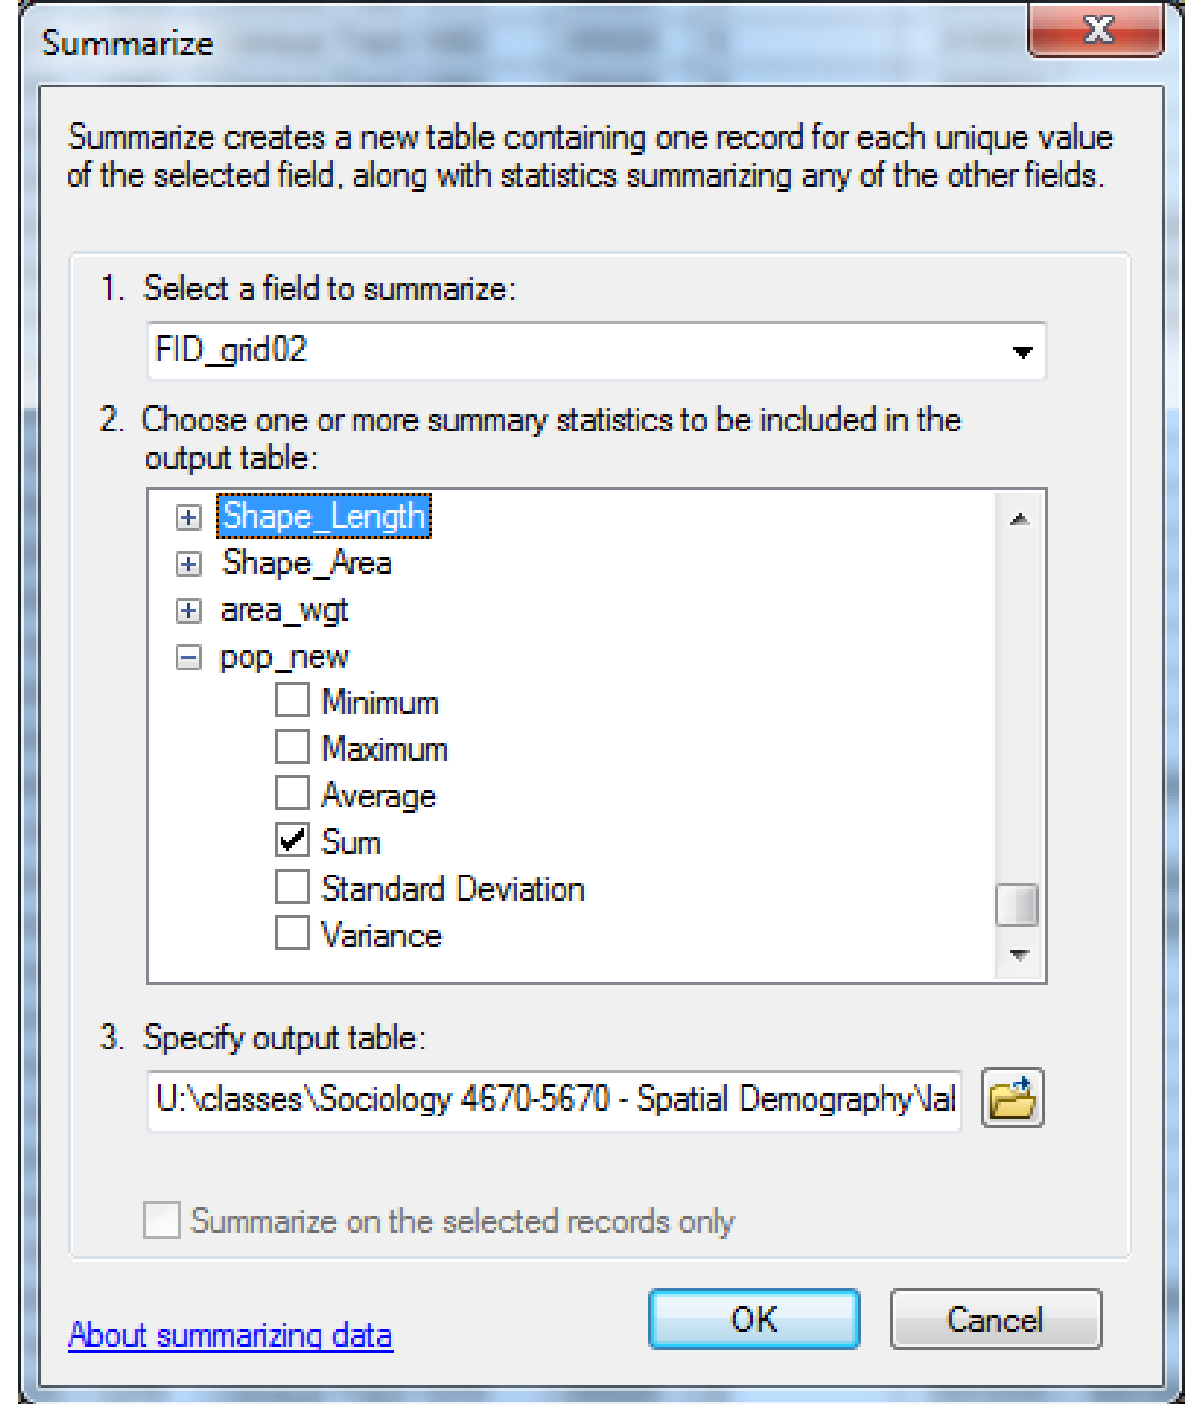 Summarize
Summarize creates a new table containing one record for each unique value
of the selected field, along with statistics summarizing any of the other fields.
1. Select a field to summarize:
FID_grid02
2. Choose one or more summary statistics to be included in the
output table:
Shape_Length
Shape_Area
area_wgt
pop_new
Minimum
Maximum
Average
Sum
Standard Deviation
Variance
3. Specify output table:
U:\classes\Sociology 4670-5670 - Spatial Demography\lal
Summarize on the selected records only
About summarizing data
OK
Cancel